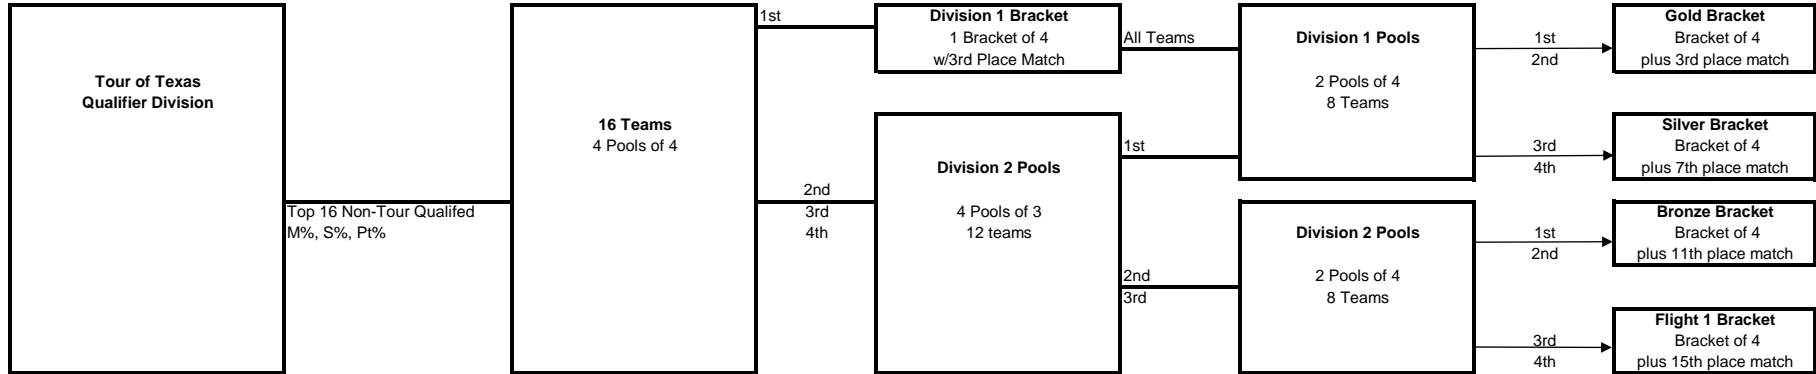 Tour of Texas
Qualifier Division
Top 16 Non-Tour Qualifed
M%, S%, Pt%
16 Teams
4 Pools of 4
1st
2nd
3rd
4th
Division 1 Bracket
1 Bracket of 4
w/3rd Place Match
All Teams
Division 2 Pools
4 Pools of 3
12 teams
1st
2nd
3rd
Division 1 Pools
2 Pools of 4
8 Teams
1st
2nd
3rd
4th
Division 2 Pools
2 Pools of 4
8 Teams
1st
2nd
3rd
4th
Gold Bracket
Bracket of 4
plus 3rd place match
Silver Bracket
Bracket of 4
plus 7th place match
Bronze Bracket
Bracket of 4
plus 11th place match
Flight 1 Bracket
Bracket of 4
plus 15th place match